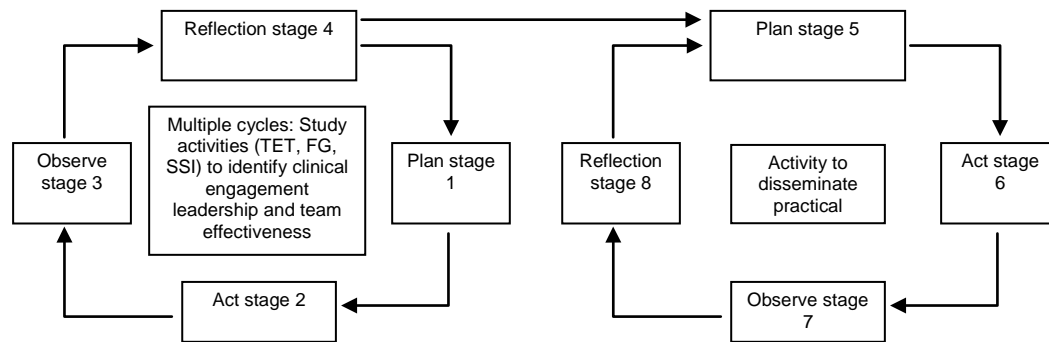 Reflection stage 4
Plan stage 5
Multiple cycles: Study
activities (TET, FG,
SSI) to identify clinical
engagement
leadership and team
effectiveness
Observe
stage 3
Plan stage
1
Reflection
stage 8
Activity to
disseminate
practical
Act stage
6
Act stage 2
Observe stage
7